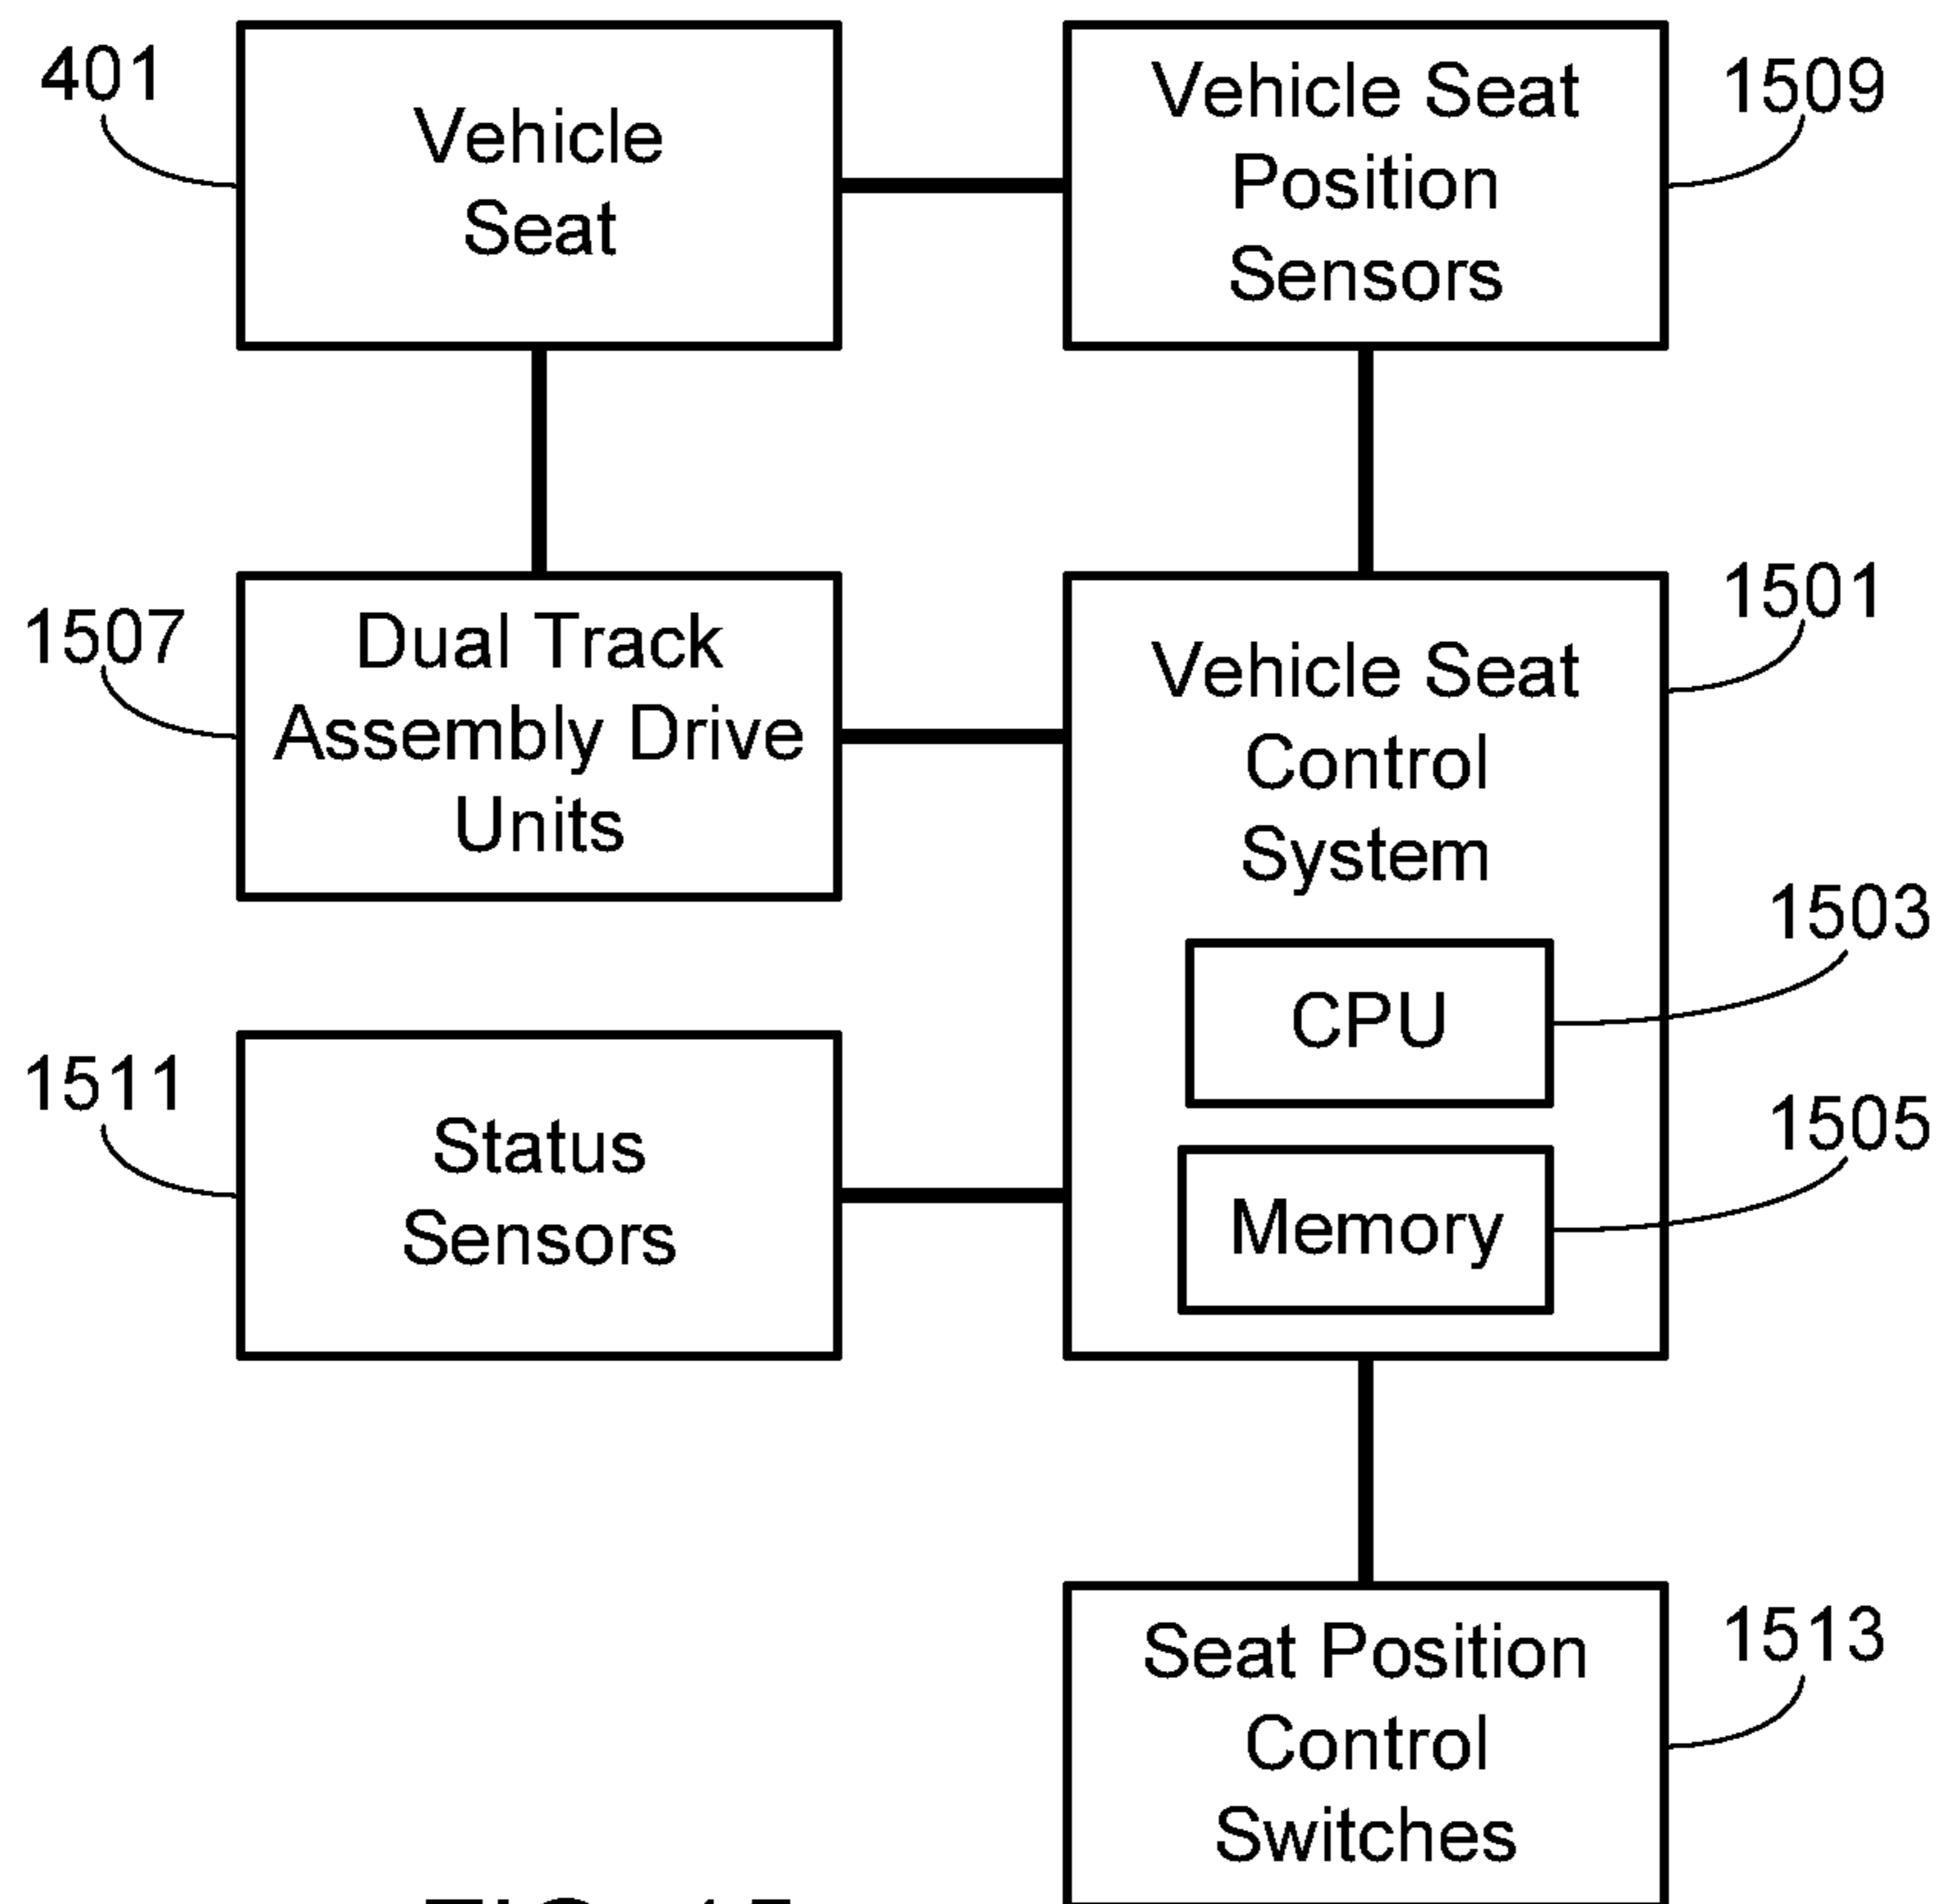 401
Vehicle
Seat
Vehicle Seat
Position
Sensors
1509
1507
Dual Track
Assembly Drive
Units
Vehicle Seat
Control
System
1501
CPU
1503
Memory
1505
1511
Status
Sensors
Seat Position
Control
Switches
1513